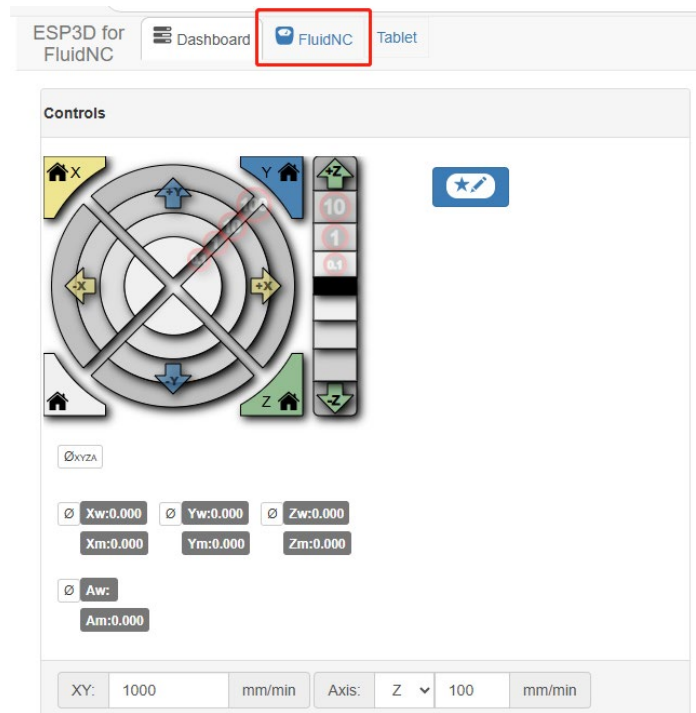 ESP3D for
FluidNC
Dashboard
FluidNC
Tablet
Controls
X
Y
+Z
+Y
10
1
0.1
-X
+X
-Y
Z
-Z
ØXYZA
Ø Xw:0.000 Ø Yw:0.000 Ø Zw:0.000
Xm:0.000 Ym:0.000 Zm:0.000
Ø Aw:
Am:0.000
XY: 1000 mm/min Axis: Z 100 mm/min